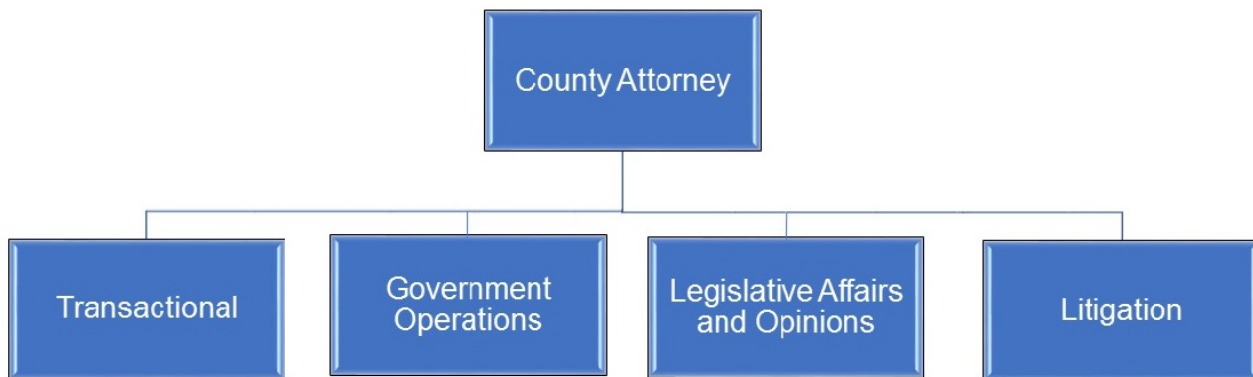 County Attorney
Transactional
Government
Operations
Legislative Affairs
and Opinions
Litigation